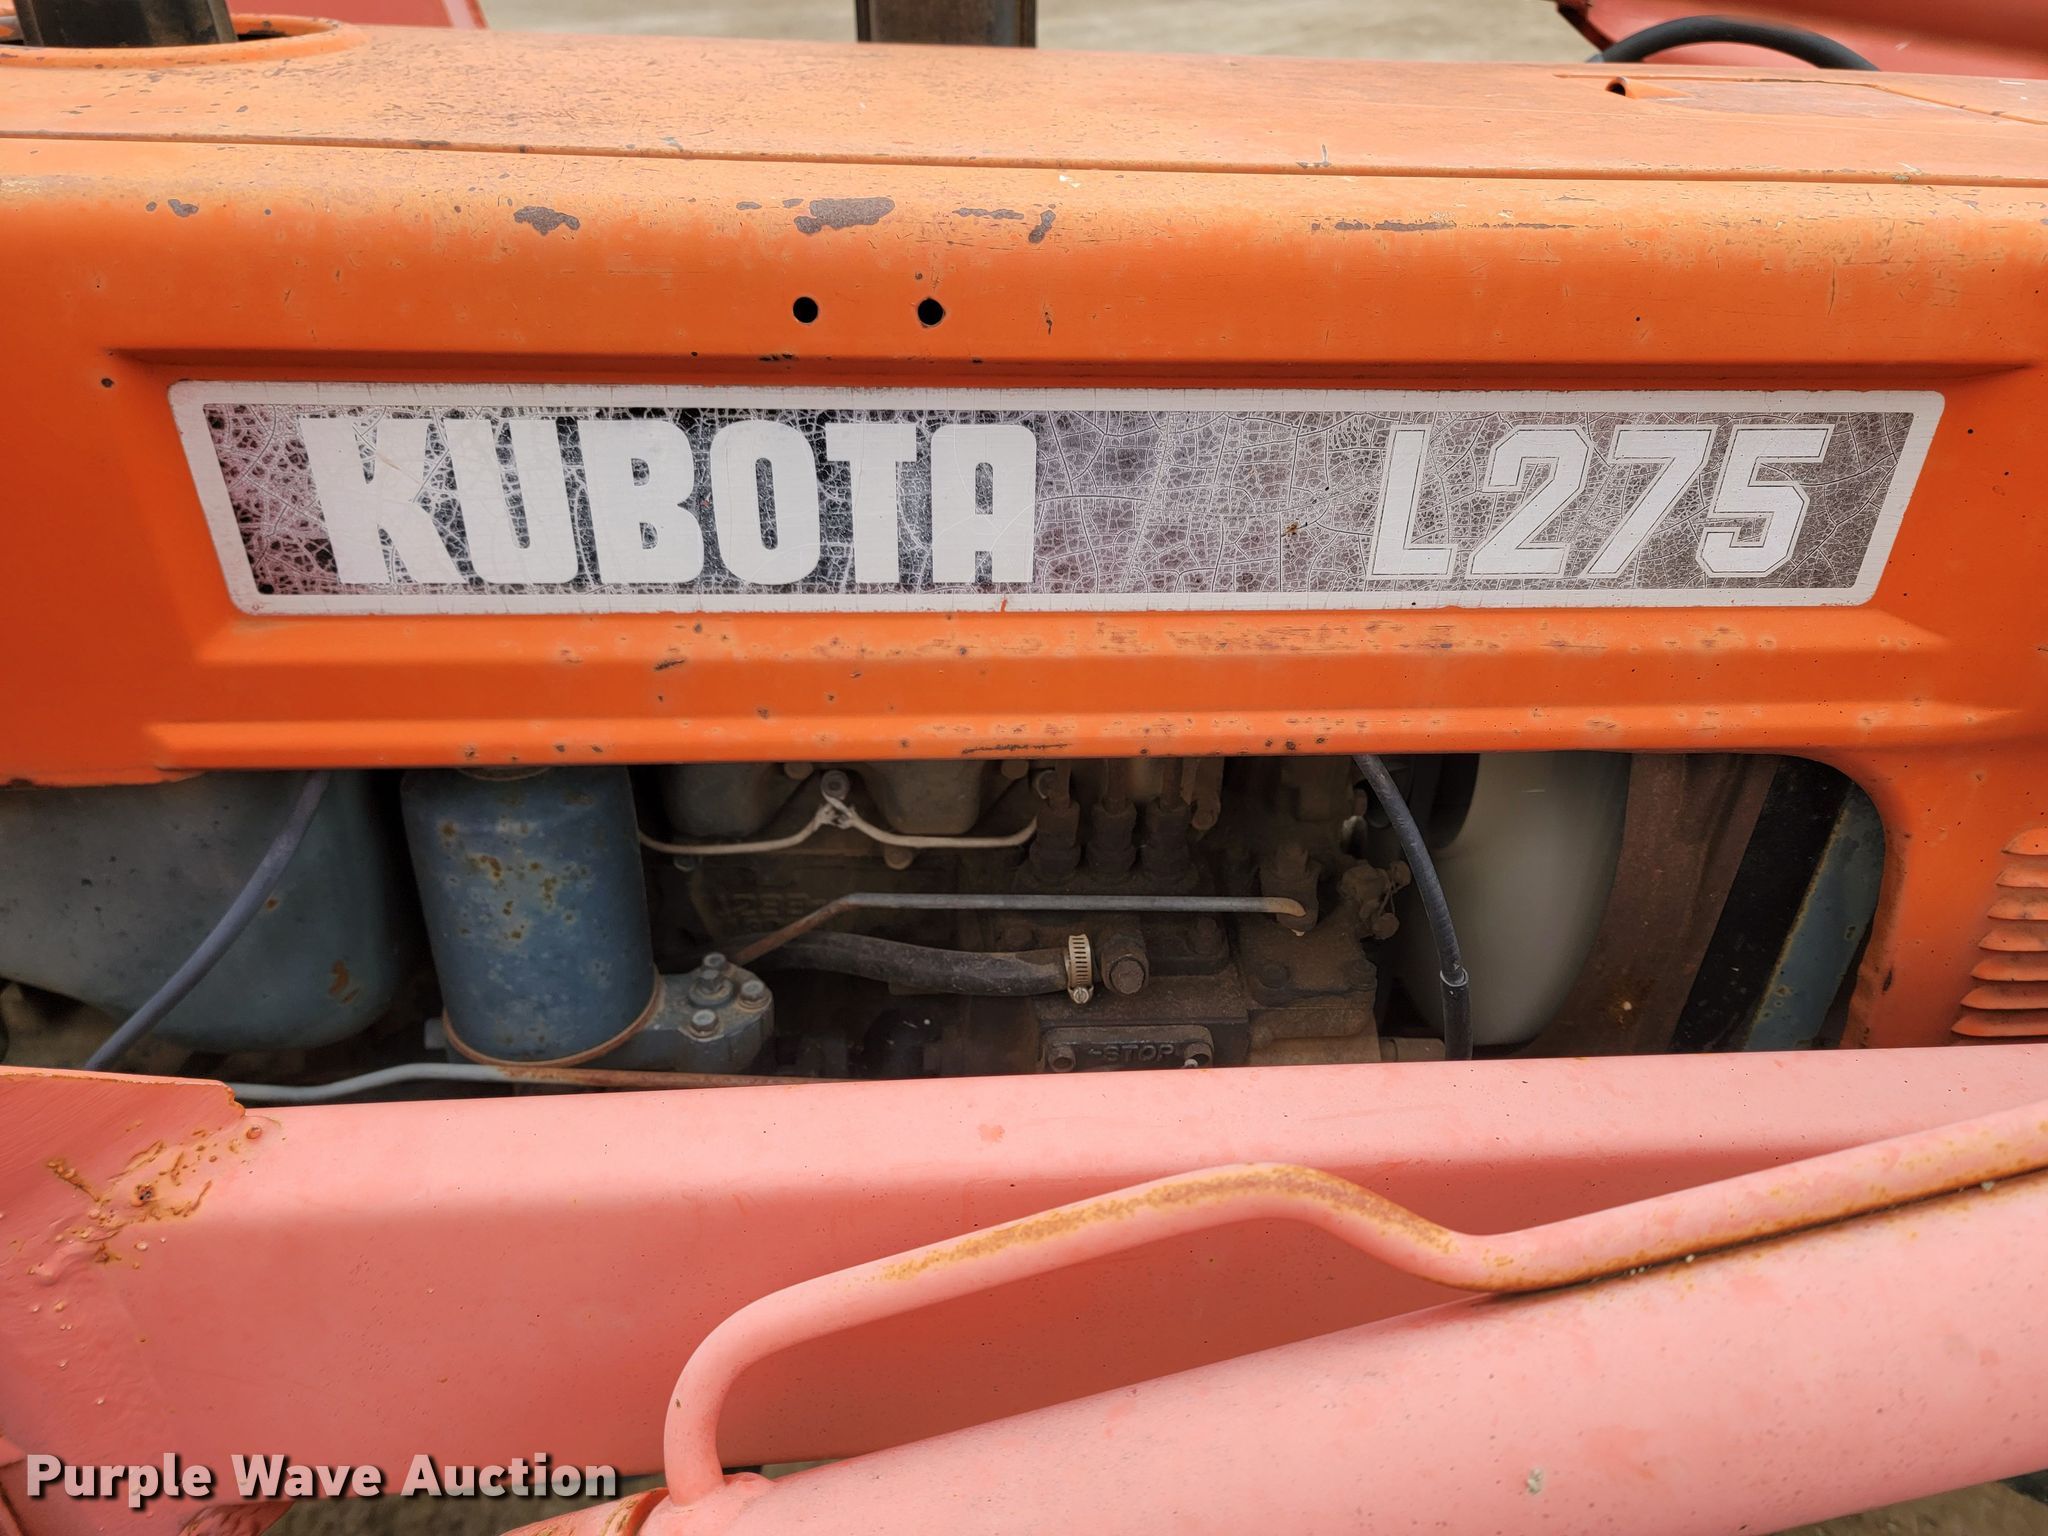 KUBOTA L275
STOP
Purple Wave Auction